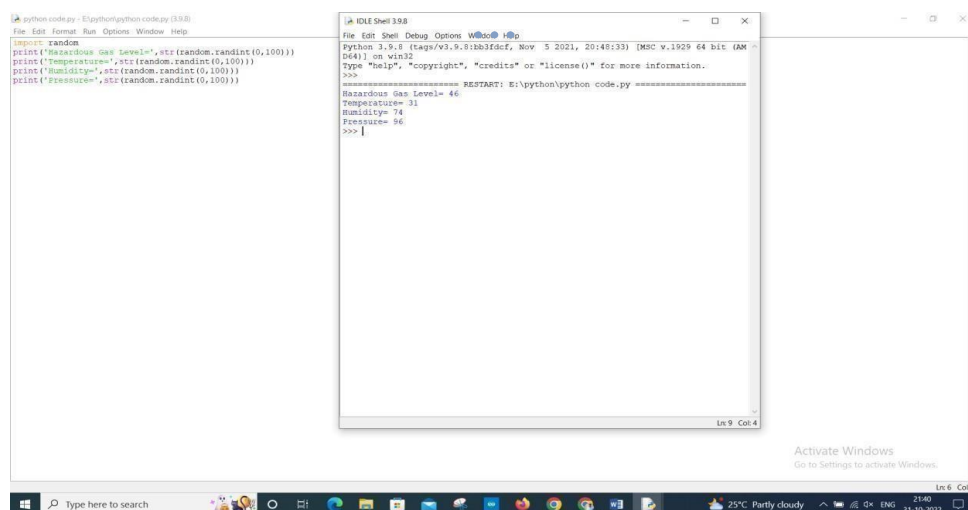 python code.py - E:\python\python code.py (3.9.8)
File Edit Format Run Options Window Help
import random
print('Hazardous Gas Level=',str(random.randint(0,100)))
print('Temperature=',str(random.randint(0,100)))
print('Humidity=',str(random.randint(0,100)))
print('Pressure=',str(random.randint(0,100)))
IDLE Shell 3.9.8
File Edit Shell Debug Options Window Help
Python 3.9.8 (tags/v3.9.8:bb3fdcf, Nov 5 2021, 20:48:33) [MSC v.1929 64 bit (AM
D64)] on win32
Type "help", "copyright", "credits" or "license()" for more information.
>>>
====================== RESTART: E:\python\python code.py =====================
Hazardous Gas Level= 46
Temperature= 31
Humidity= 74
Pressure= 96
>>>
Ln: 9 Col: 4
Activate Windows
Go to Settings to activate Windows.
Ln: 6 Col
Type here to search
25°C Partly cloudy
ENG
21:40
31-10-2022